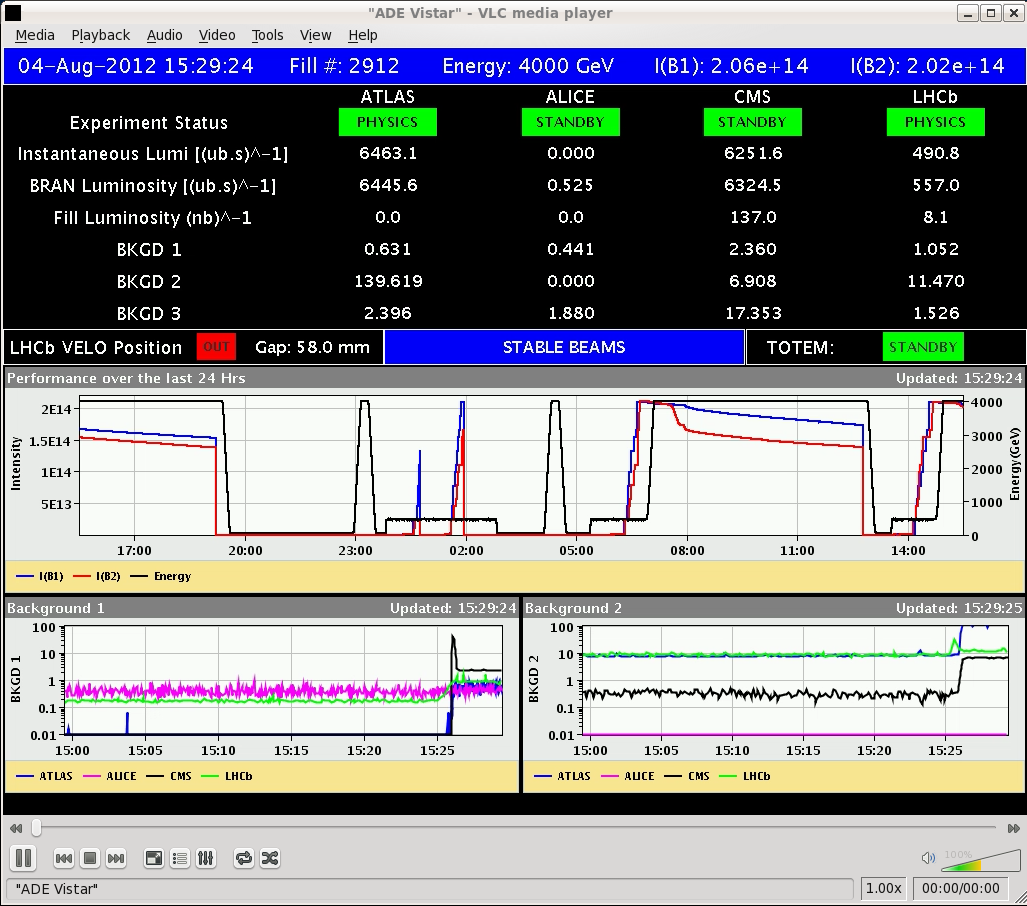 "ADE Vistar" - VLC media player
Media Playback Audio Video Tools View Help
04-Aug-2012 15:29:24 Fill #: 2912 Energy: 4000 GeV I(B1): 2.06e+14 I(B2): 2.02e+14
ATLAS ALICE CMS LHCb
Experiment Status PHYSICS STANDBY STANDBY PHYSICS
Instantaneous Lumi [(ub.s)^-1] 6463.1 0.000 6251.6 490.8
BRAN Luminosity [(ub.s)^-1] 6445.6 0.525 6324.5 557.0
Fill Luminosity (nb)^-1 0.0 0.0 137.0 8.1
BKGD 1 0.631 0.441 2.360 1.052
BKGD 2 139.619 0.000 6.908 11.470
BKGD 3 2.396 1.880 17.353 1.526
LHCb VELO Position OUT Gap: 58.0 mm STABLE BEAMS TOTEM: STANDBY
Performance over the last 24 Hrs Updated: 15:29:24
Intensity
2E14
1.5E14
1E14
5E13
4000
3000
2000
1000
0
Energy(GeV)
17:00 20:00 23:00 02:00 05:00 08:00 11:00 14:00
I(B1) I(B2) Energy
Background 1 Updated: 15:29:24
BKGD 1
100
10
1
0.1
0.01
15:00 15:05 15:10 15:15 15:20 15:25
ATLAS ALICE CMS LHCb
Background 2 Updated: 15:29:25
BKGD 2
100
10
1
0.1
0.01
15:00 15:05 15:10 15:15 15:20 15:25
ATLAS ALICE CMS LHCb
100%
"ADE Vistar" 1.00x 00:00/00:00